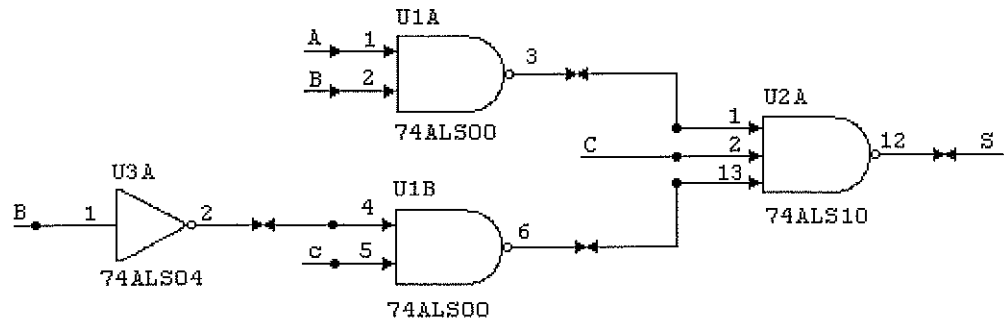 U1A
A 1
B 2
3
74ALS00
U2A
1
C 2
13
12 S
74ALS10
U3A
B 1
2
74ALS04
U1B
4
c 5
6
74ALS00